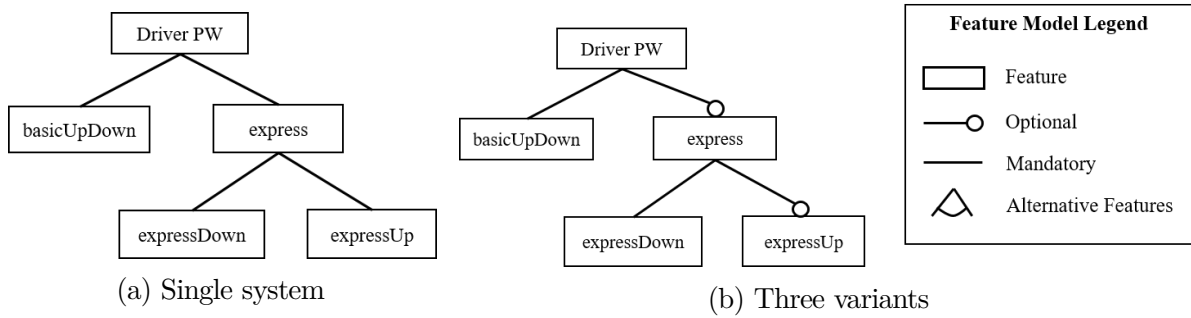 Driver PW
basicUpDown
express
expressDown
expressUp
(a) Single system
Driver PW
basicUpDown
express
expressDown
expressUp
(b) Three variants
Feature Model Legend
Feature
Optional
Mandatory
Alternative Features